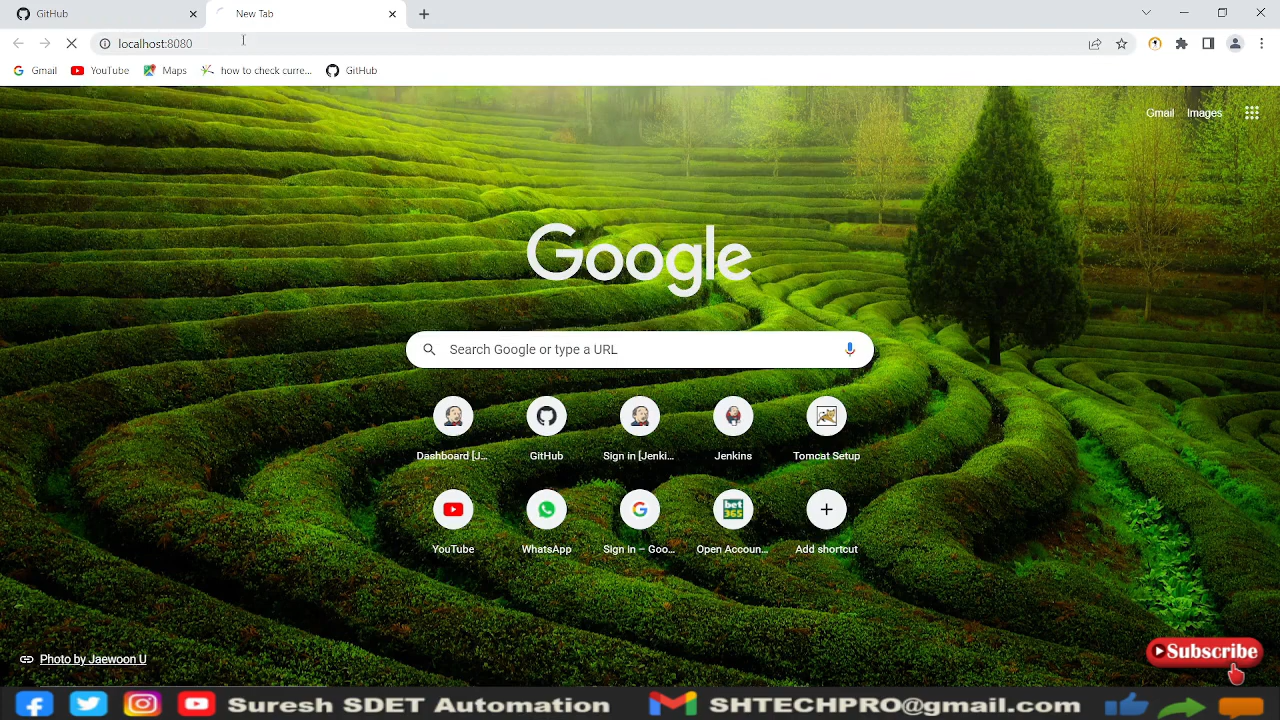 GitHub
New Tab
localhost:8080
Gmail
YouTube
Maps
how to check curre...
GitHub
Gmail
Images
Google
Search Google or type a URL
Dashboard [J...
GitHub
Sign in [Jenki...
Jenkins
Tomcat Setup
bet
365
YouTube
WhatsApp
Sign in – Goo...
Open Accoun...
Add shortcut
Photo by Jaewoon U
Subscribe
Suresh SDET Automation
SHTECHPRO@gmail.com